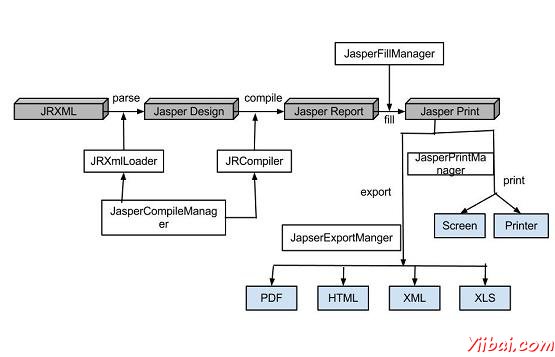 JasperFillManager
parse
compile
JRXML
Jasper Design
Jasper Report
fill
Jasper Print
JRXmlLoader
JRCompiler
JasperPrintMa
nager
print
export
JasperCompileManag
er
Screen
Printer
JapserExportManger
PDF
HTML
XML
XLS
Yiibai.com